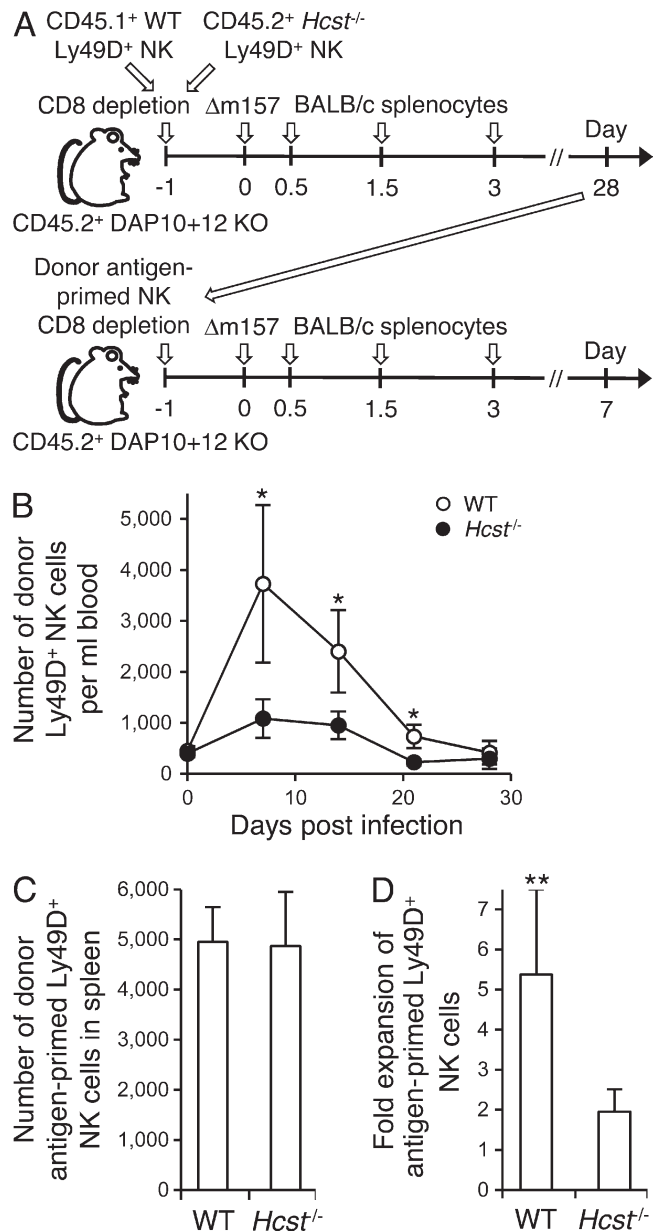 A
CD45.1⁺ WT CD45.2⁺ Hcst⁻/⁻
Ly49D⁺ NK Ly49D⁺ NK
CD8 depletion Δm157 BALB/c splenocytes
Day
-1 0 0.5 1.5 3 // 28
CD45.2⁺ DAP10+12 KO
Donor antigen-
primed NK
CD8 depletion Δm157 BALB/c splenocytes
Day
-1 0 0.5 1.5 3 // 7
CD45.2⁺ DAP10+12 KO
B
Number of donor
Ly49D⁺ NK cells
per ml blood
5,000
4,000
3,000
2,000
1,000
0
* * *
WT
Hcst⁻/⁻
0 10 20 30
Days post infection
C
Number of donor
antigen-primed Ly49D⁺
NK cells in spleen
6,000
5,000
4,000
3,000
2,000
1,000
0
WT Hcst⁻/⁻
D
Fold expansion of
antigen-primed Ly49D⁺
NK cells
7
6
5
4
3
2
1
0
**
WT Hcst⁻/⁻